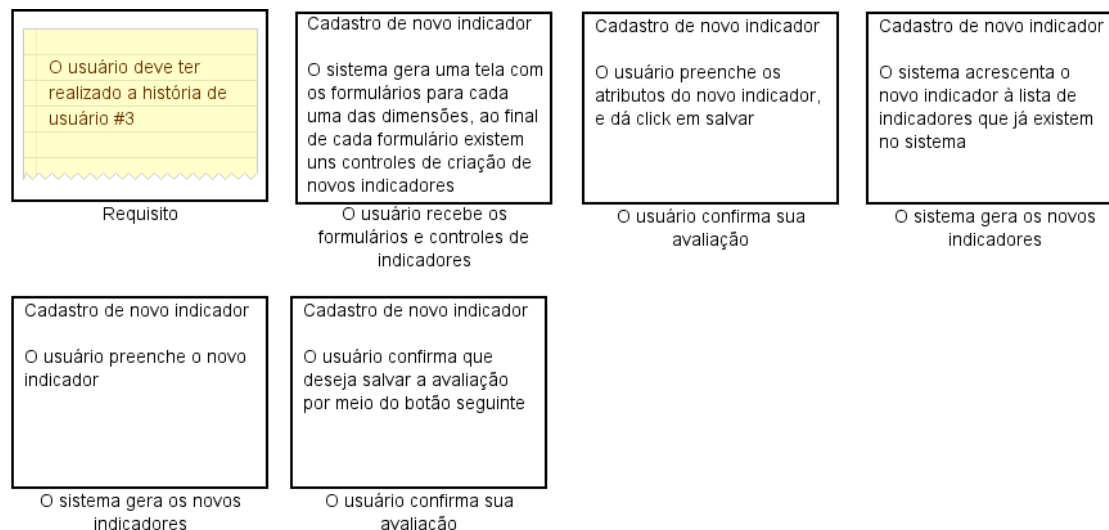 O usuário deve ter
realizado a história de
usuário #3
Requisito
Cadastro de novo indicador
O sistema gera uma tela com
os formulários para cada
uma das dimensões, ao final
de cada formulário existem
uns controles de criação de
novos indicadores
O usuário recebe os
formulários e controles de
indicadores
Cadastro de novo indicador
O usuário preenche os
atributos do novo indicador,
e dá click em salvar
O usuário confirma sua
avaliação
Cadastro de novo indicador
O sistema acrescenta o
novo indicador à lista de
indicadores que já existem
no sistema
O sistema gera os novos
indicadores
Cadastro de novo indicador
O usuário preenche o novo
indicador
O sistema gera os novos
indicadores
Cadastro de novo indicador
O usuário confirma que
deseja salvar a avaliação
por meio do botão seguinte
O usuário confirma sua
avaliação